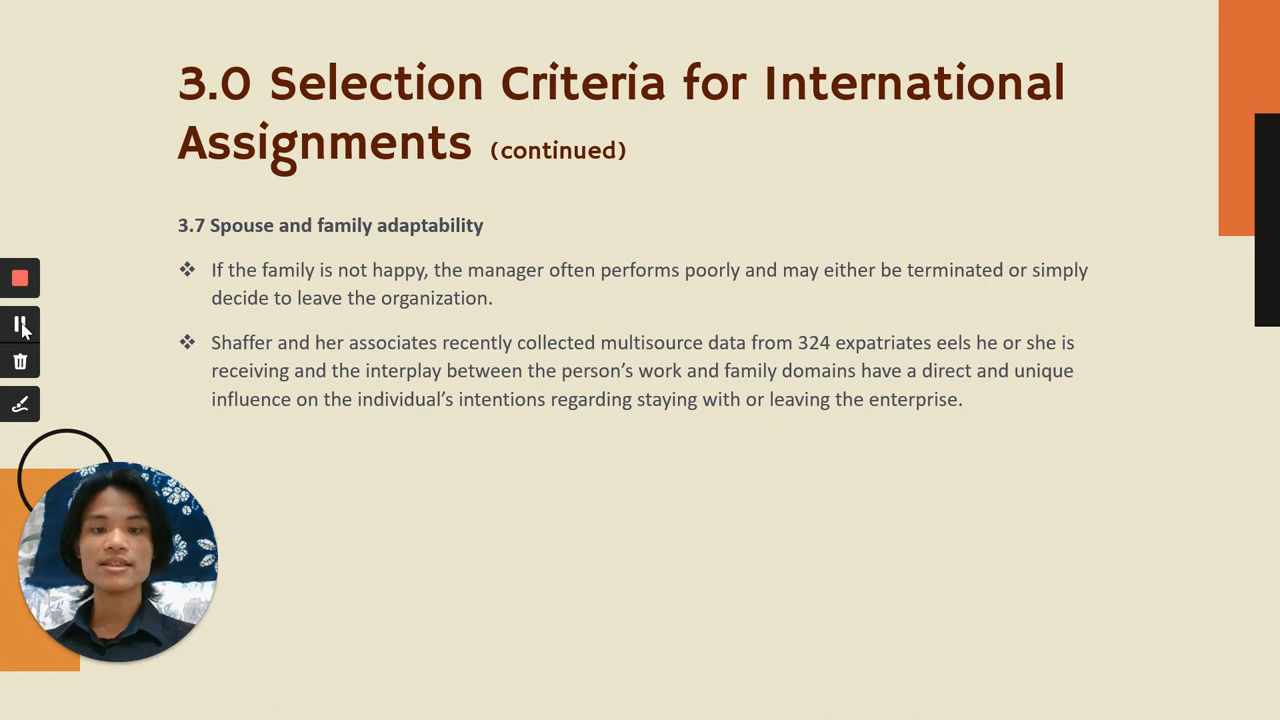 3.0 Selection Criteria for International
Assignments (continued)
3.7 Spouse and family adaptability
❖ If the family is not happy, the manager often performs poorly and may either be terminated or simply
decide to leave the organization.
❖ Shaffer and her associates recently collected multisource data from 324 expatriates eels he or she is
receiving and the interplay between the person’s work and family domains have a direct and unique
influence on the individual’s intentions regarding staying with or leaving the enterprise.